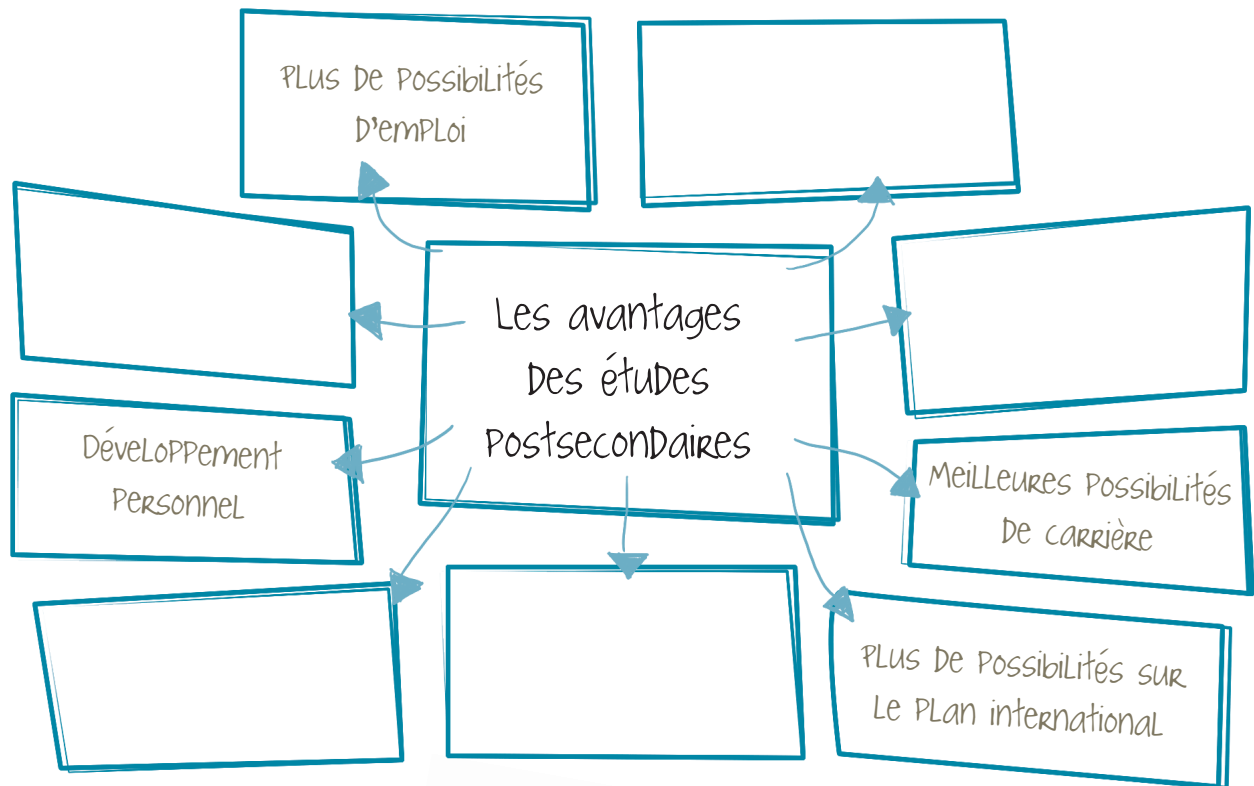 Plus de possibilités
d'emploi
Les avantages
des études
postsecondaires
Développement
personnel
Meilleures possibilités
de carrière
Plus de possibilités sur
le plan international